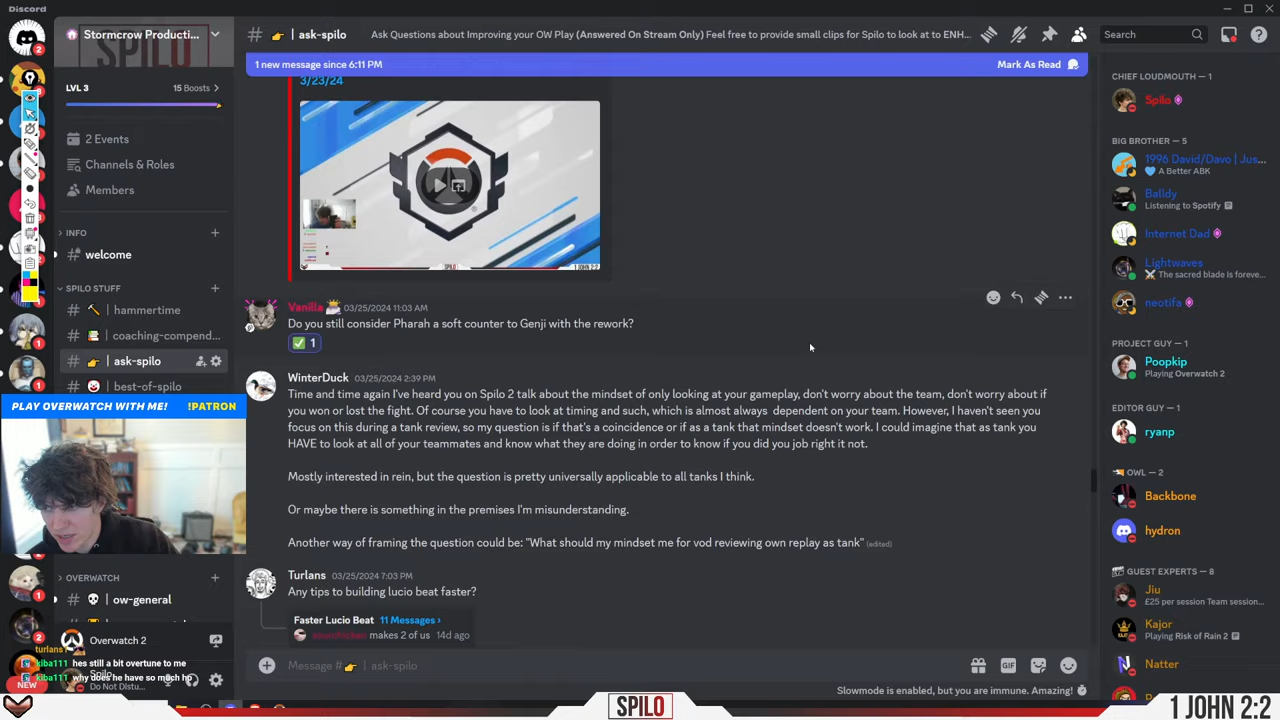 Discord
Stormcrow Producti...
# 👉 | ask-spilo
Ask Questions about Improving your OW Play (Answered On Stream Only) Feel free to provide small clips for Spilo to look at to ENH...
Search
1 new message since 6:11 PM
Mark As Read
LVL 3
15 Boosts >
2 Events
Channels & Roles
Members
INFO
welcome
SPILO STUFF
# | hammertime
# | coaching-compend...
# 👉 | ask-spilo
# | best-of-spilo
PLAY OVERWATCH WITH ME! !PATRON
OVERWATCH
# | ow-general
Overwatch 2
turlans
kiba111 hes still a bit overtune to me
kiba111 why does he have so much hp
Spilo
Do Not Distu...
NEW
3/23/24
SPILO
1 JOHN 2:2
Vanilla 03/25/2024 11:03 AM
Do you still consider Pharah a soft counter to Genji with the rework?
✅ 1
WinterDuck 03/25/2024 2:39 PM
Time and time again I've heard you on Spilo 2 talk about the mindset of only looking at your gameplay, don't worry about the team, don't worry about if
you won or lost the fight. Of course you have to look at timing and such, which is almost always dependent on your team. However, I haven't seen you
focus on this during a tank review, so my question is if that's a coincidence or if as a tank that mindset doesn't work. I could imagine that as tank you
HAVE to look at all of your teammates and know what they are doing in order to know if you did you job right it not.
Mostly interested in rein, but the question is pretty universally applicable to all tanks I think.
Or maybe there is something in the premises I'm misunderstanding.
Another way of framing the question could be: "What should my mindset me for vod reviewing own replay as tank" (edited)
Turlans 03/25/2024 7:03 PM
Any tips to building lucio beat faster?
Faster Lucio Beat 11 Messages ›
makes 2 of us 14d ago
Message # 👉 | ask-spilo
GIF
Slowmode is enabled, but you are immune. Amazing!
CHIEF LOUDMOUTH — 1
Spilo
BIG BROTHER — 5
1996 David/Davo | Jus...
💙 A Better ABK
Balldy
Listening to Spotify
Internet Dad
Lightwaves
⚔️ The sacred blade Is foreve...
neotifa
PROJECT GUY — 1
Poopkip
Playing Overwatch 2
EDITOR GUY — 1
ryanp
OWL — 2
Backbone
hydron
GUEST EXPERTS — 8
Jiu
£25 per session Team session...
Kajor
Playing Risk of Rain 2
Natter
SPILO
1 JOHN 2:2